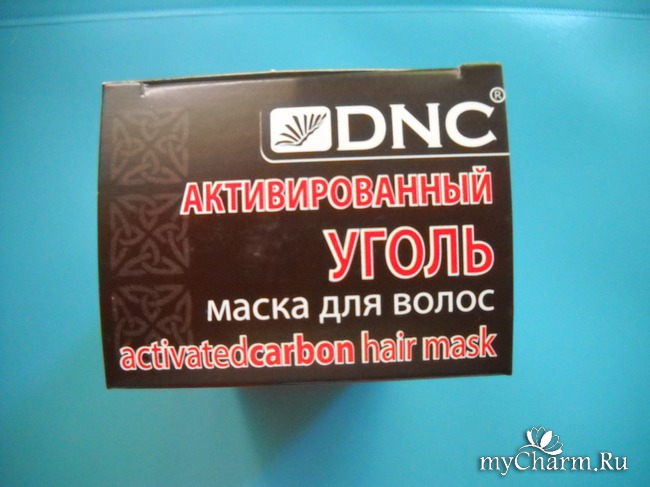 DNC®
АКТИВИРОВАННЫЙ
УГОЛЬ
маска для волос
activatedcarbon hair mask
myCharm.Ru